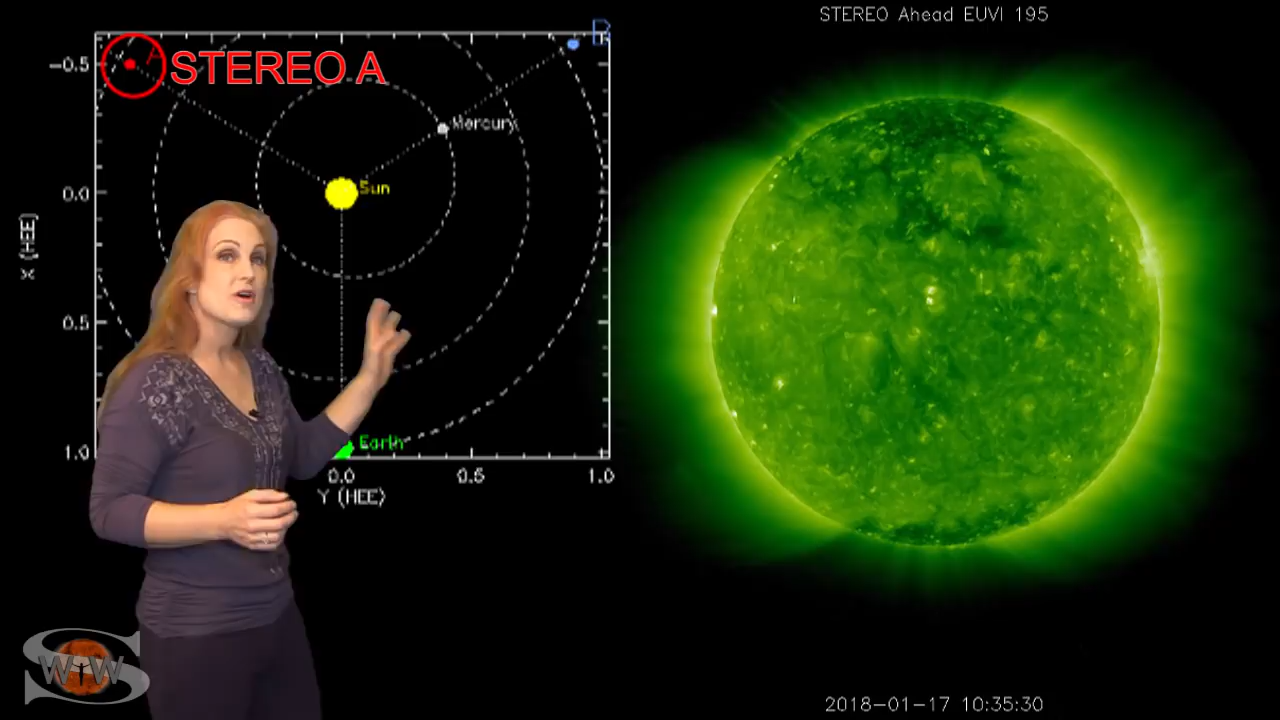 STEREO Ahead EUVI 195
B
-0.5
A
STEREO A
Mercury
0.0
Sun
X (HEE)
0.5
Earth
1.0
0.0
0.5
1.0
Y (HEE)
S
WTW
2018-01-17 10:35:30